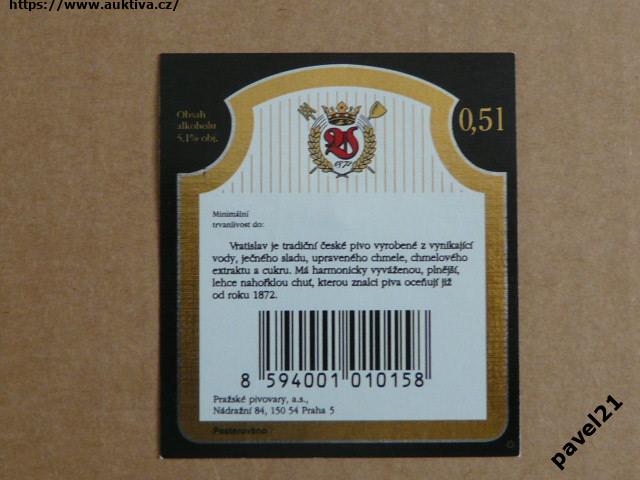 https://www.auktiva.cz/
Obsah
alkoholu
5,1% obj.
0,5l
1872
Minimální
trvanlivost do:
Vratislav je tradiční české pivo vyrobené z vynikající
vody, ječného sladu, upraveného chmele, chmelového
extraktu a cukru. Má harmonicky vyváženou, plnější,
lehce nahořklou chuť, kterou znalci piva oceňují již
od roku 1872.
8 594001 010158
Pražské pivovary, a.s.,
Nádražní 84, 150 54 Praha 5
Pasterováno
pavel21